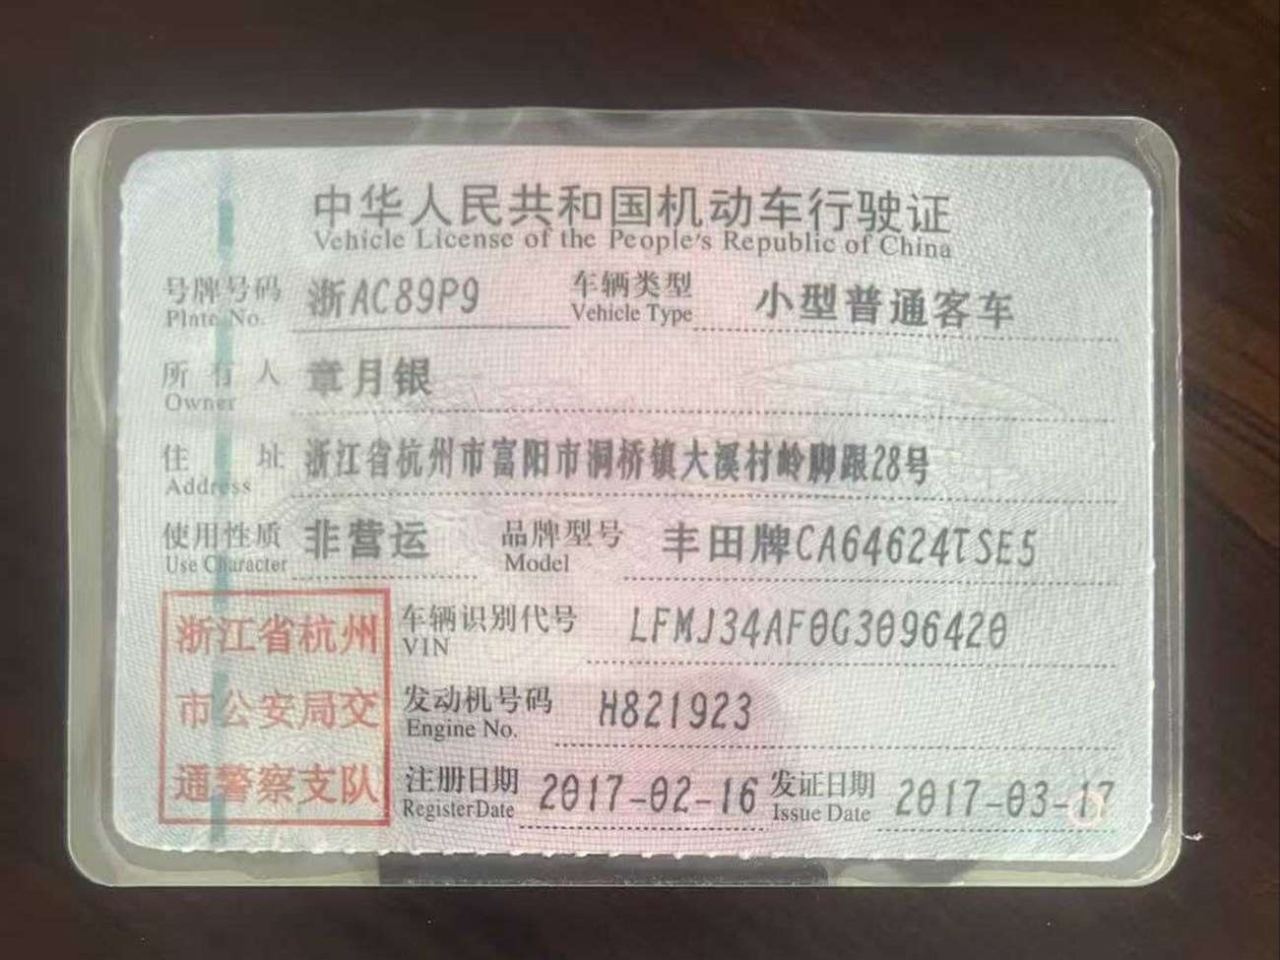 中华人民共和国机动车行驶证
Vehicle License of the People's Republic of China
号牌号码 浙AC89P9 车辆类型 小型普通客车
Plate No. Vehicle Type
所有人 章月银
Owner
住址 浙江省杭州市富阳市洞桥镇大溪村岭脚跟28号
Address
使用性质 非营运 品牌型号 丰田牌CA64624TSE5
Use Character Model
浙江省杭州
市公安局交
通警察支队
车辆识别代号 LFMJ34AF0G3096420
VIN
发动机号码 H821923
Engine No.
注册日期 2017-02-16 发证日期 2017-03-17
Register Date Issue Date